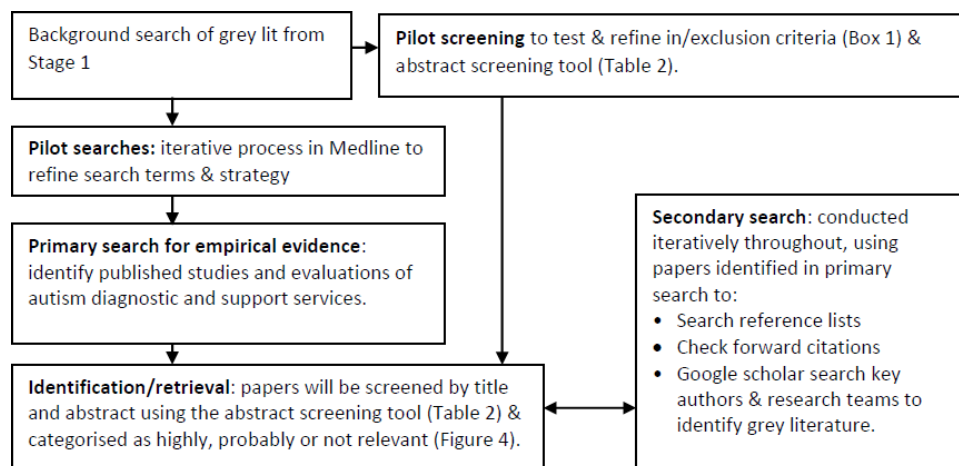 Background search of grey lit from
Stage 1
Pilot screening to test & refine in/exclusion criteria (Box 1) &
abstract screening tool (Table 2).
Pilot searches: iterative process in Medline to
refine search terms & strategy
Primary search for empirical evidence:
identify published studies and evaluations of
autism diagnostic and support services.
Secondary search: conducted
iteratively throughout, using
papers identified in primary
search to:
• Search reference lists
• Check forward citations
• Google scholar search key
authors & research teams to
identify grey literature.
Identification/retrieval: papers will be screened by title
and abstract using the abstract screening tool (Table 2) &
categorised as highly, probably or not relevant (Figure 4).